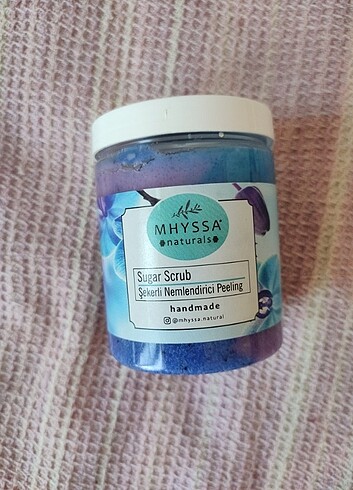 MHYSSA
naturals
Sugar Scrub
Şekerli Nemlendirici Peeling
handmade
@mhyssa.natural